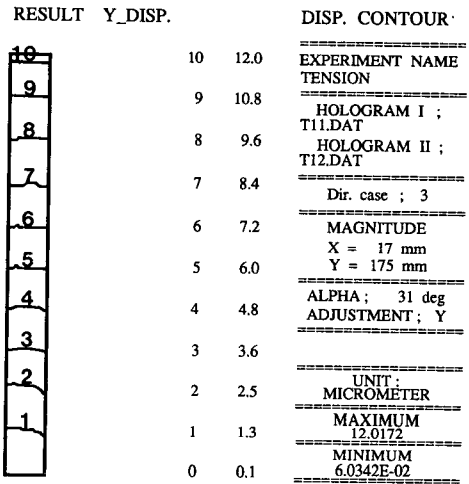 RESULT Y_DISP.
10
9
8
7
6
5
4
3
2
1
10 12.0
9 10.8
8 9.6
7 8.4
6 7.2
5 6.0
4 4.8
3 3.6
2 2.5
1 1.3
0 0.1
DISP. CONTOUR
====================
EXPERIMENT NAME
TENSION
====================
HOLOGRAM I ;
T11.DAT
HOLOGRAM II ;
T12.DAT
====================
Dir. case ; 3
====================
MAGNITUDE
X = 17 mm
Y = 175 mm
====================
ALPHA ; 31 deg
ADJUSTMENT ; Y
====================
====================
UNIT :
MICROMETER
====================
MAXIMUM
12.0172
====================
MINIMUM
6.0342E-02
====================